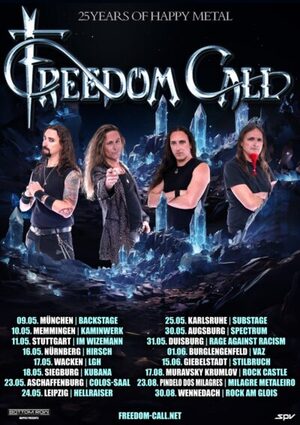 25YEARS OF HAPPY METAL
FREEDOM CALL
09.05. MÜNCHEN | BACKSTAGE
10.05. MEMMINGEN | KAMINWERK
11.05. STUTTGART | IM WIZEMANN
16.05. NÜRNBERG | HIRSCH
17.05. WACKEN | LGH
18.05. SIEGBURG | KUBANA
23.05. ASCHAFFENBURG | COLOS-SAAL
24.05. LEIPZIG | HELLRAISER
25.05. KARLSRUHE | SUBSTAGE
30.05. AUGSBURG | SPECTRUM
31.05. DUISBURG | RAGE AGAINST RACISM
01.06. BURGLENGENFELD | VAZ
15.06. GIEBELSTADT | STILBRUCH
17.08. MURAVSKY KRUMLOV | ROCK CASTLE
23.08. PINDELO DOS MILAGRES | MILAGRE METALEIRO
30.08. WENNEDACH | ROCK AM GLOIS
BOTTOM ROW
FREEDOM-CALL.NET
SPV